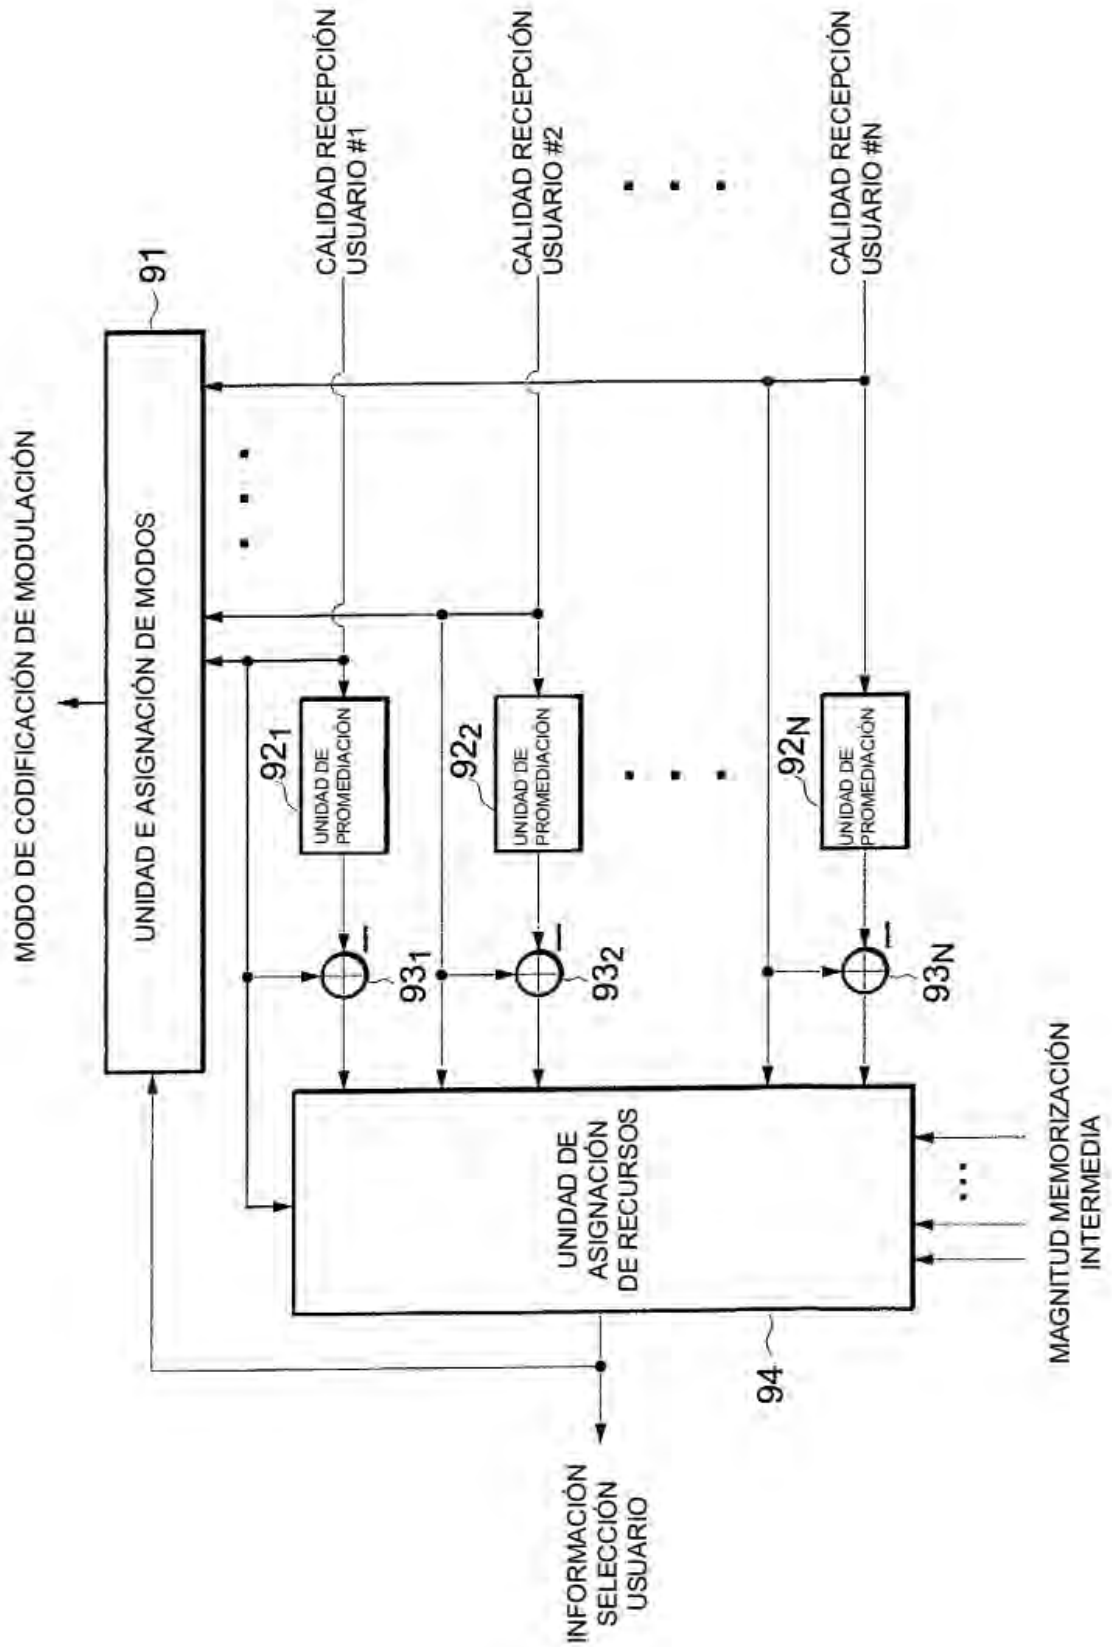 MODO DE CODIFICACIÓN DE MODULACIÓN
UNIDAD E ASIGNACIÓN DE MODOS
91
CALIDAD RECEPCIÓN
USUARIO #1
CALIDAD RECEPCIÓN
USUARIO #2
CALIDAD RECEPCIÓN
USUARIO #N
92₁
UNIDAD DE
PROMEDIACIÓN
92₂
UNIDAD DE
PROMEDIACIÓN
92N
UNIDAD DE
PROMEDIACIÓN
93₁
93₂
93N
UNIDAD DE
ASIGNACIÓN
DE RECURSOS
94
MAGNITUD MEMORIZACIÓN
INTERMEDIA
INFORMACIÓN
SELECCIÓN
USUARIO